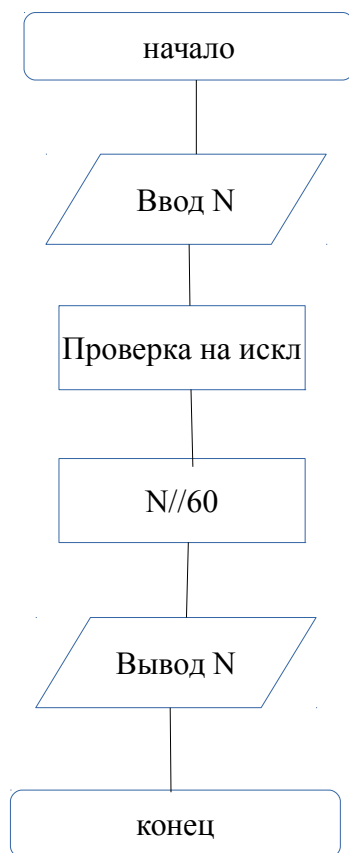 начало
Ввод N
Проверка на искл
N//60
Вывод N
конец